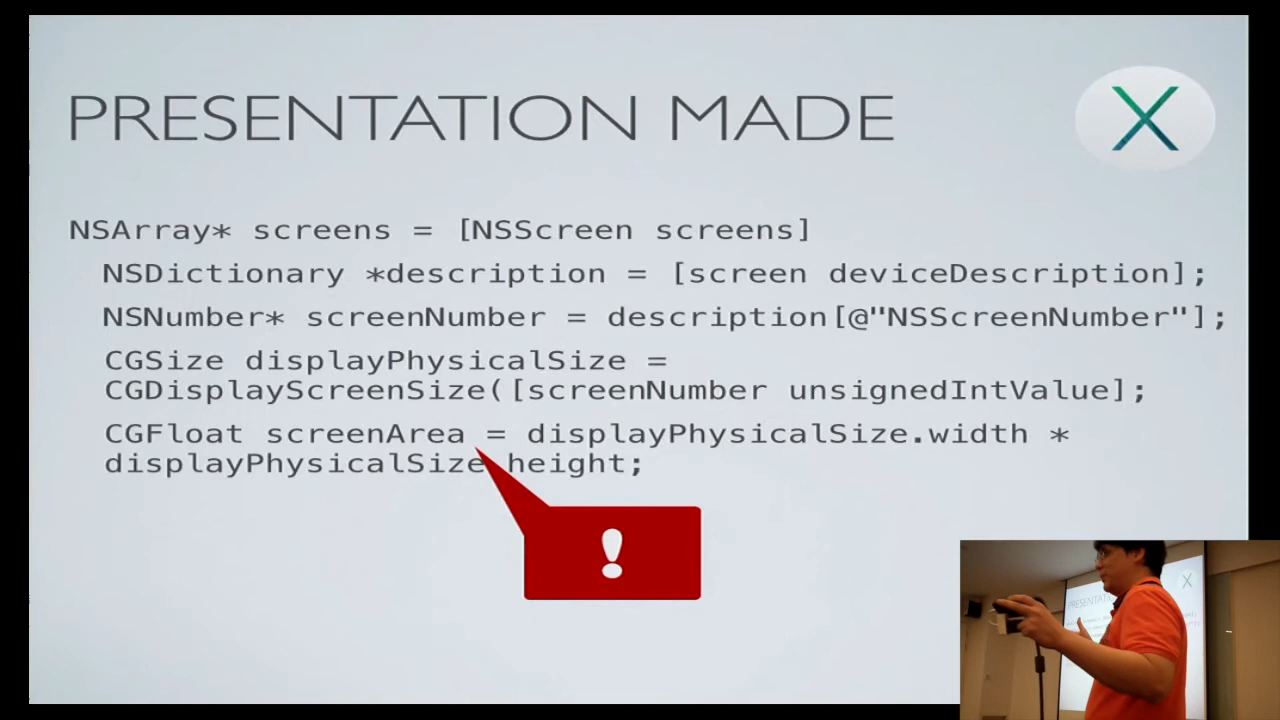 PRESENTATION MADE
X
NSArray* screens = [NSScreen screens]
NSDictionary *description = [screen deviceDescription];
NSNumber* screenNumber = description[@"NSScreenNumber"];
CGSize displayPhysicalSize =
CGDisplayScreenSize([screenNumber unsignedIntValue];
CGFloat screenArea = displayPhysicalSize.width *
displayPhysicalSize height;
!
PRESENTATI
X